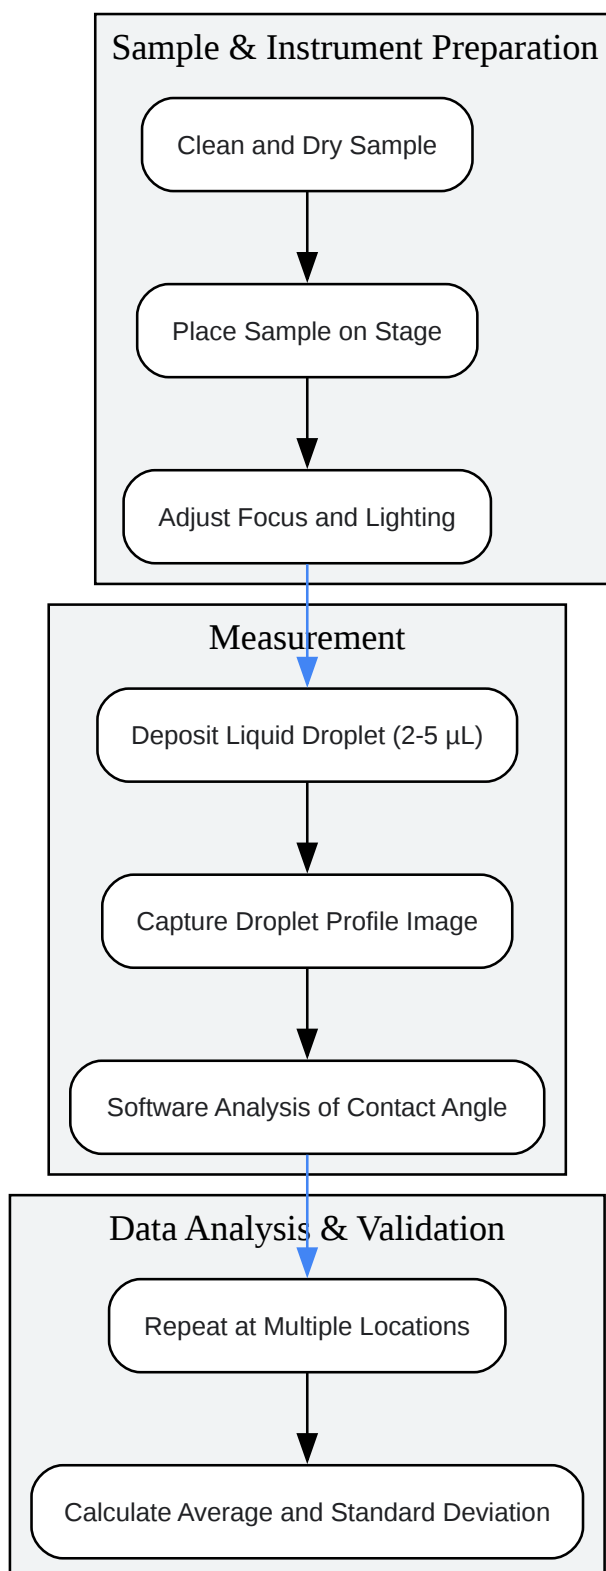 Sample & Instrument Preparation
Clean and Dry Sample
Place Sample on Stage
Adjust Focus and Lighting
Measurement
Deposit Liquid Droplet (2-5 µL)
Capture Droplet Profile Image
Software Analysis of Contact Angle
Data Analysis & Validation
Repeat at Multiple Locations
Calculate Average and Standard Deviation